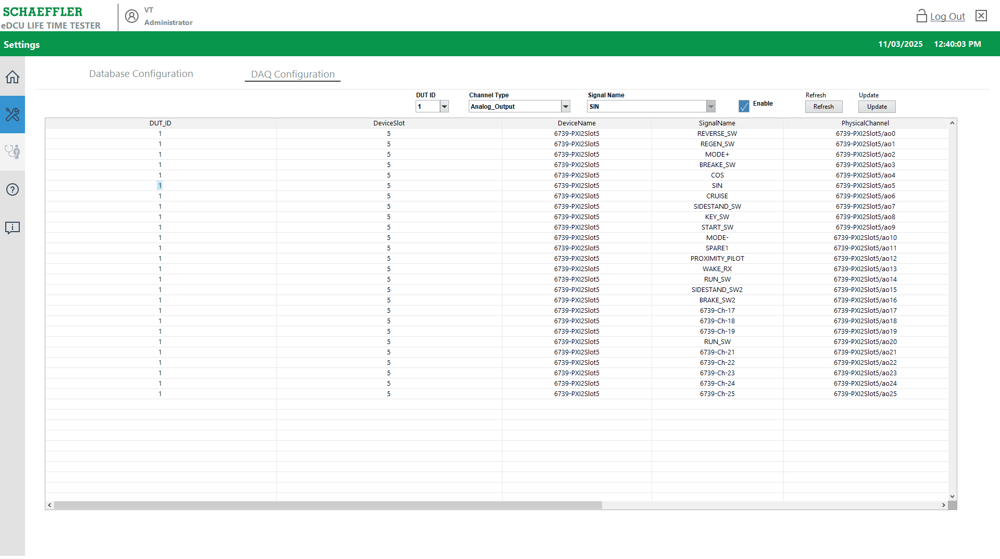 SCHAEFFLER
eDCU LIFE TIME TESTER
VT
Administrator
Log Out
Settings
11/03/2025 12:40:03 PM
Database Configuration DAQ Configuration
DUT ID Channel Type Signal Name Enable Refresh Update
1 Analog_Output SIN Refresh Update
DUT_ID DeviceSlot DeviceName SignalName PhysicalChannel
1 5 6739-PXI2Slot5 REVERSE_SW 6739-PXI2Slot5/ao0
1 5 6739-PXI2Slot5 REGEN_SW 6739-PXI2Slot5/ao1
1 5 6739-PXI2Slot5 MODE+ 6739-PXI2Slot5/ao2
1 5 6739-PXI2Slot5 BREAKE_SW 6739-PXI2Slot5/ao3
1 5 6739-PXI2Slot5 COS 6739-PXI2Slot5/ao4
1 5 6739-PXI2Slot5 SIN 6739-PXI2Slot5/ao5
1 5 6739-PXI2Slot5 CRUISE 6739-PXI2Slot5/ao6
1 5 6739-PXI2Slot5 SIDESTAND_SW 6739-PXI2Slot5/ao7
1 5 6739-PXI2Slot5 KEY_SW 6739-PXI2Slot5/ao8
1 5 6739-PXI2Slot5 START_SW 6739-PXI2Slot5/ao9
1 5 6739-PXI2Slot5 MODE- 6739-PXI2Slot5/ao10
1 5 6739-PXI2Slot5 SPARE1 6739-PXI2Slot5/ao11
1 5 6739-PXI2Slot5 PROXIMITY_PILOT 6739-PXI2Slot5/ao12
1 5 6739-PXI2Slot5 WAKE_RX 6739-PXI2Slot5/ao13
1 5 6739-PXI2Slot5 RUN_SW 6739-PXI2Slot5/ao14
1 5 6739-PXI2Slot5 SIDESTAND_SW2 6739-PXI2Slot5/ao15
1 5 6739-PXI2Slot5 BRAKE_SW2 6739-PXI2Slot5/ao16
1 5 6739-PXI2Slot5 6739-Ch-17 6739-PXI2Slot5/ao17
1 5 6739-PXI2Slot5 6739-Ch-18 6739-PXI2Slot5/ao18
1 5 6739-PXI2Slot5 6739-Ch-19 6739-PXI2Slot5/ao19
1 5 6739-PXI2Slot5 RUN_SW 6739-PXI2Slot5/ao20
1 5 6739-PXI2Slot5 6739-Ch-21 6739-PXI2Slot5/ao21
1 5 6739-PXI2Slot5 6739-Ch-22 6739-PXI2Slot5/ao22
1 5 6739-PXI2Slot5 6739-Ch-23 6739-PXI2Slot5/ao23
1 5 6739-PXI2Slot5 6739-Ch-24 6739-PXI2Slot5/ao24
1 5 6739-PXI2Slot5 6739-Ch-25 6739-PXI2Slot5/ao25